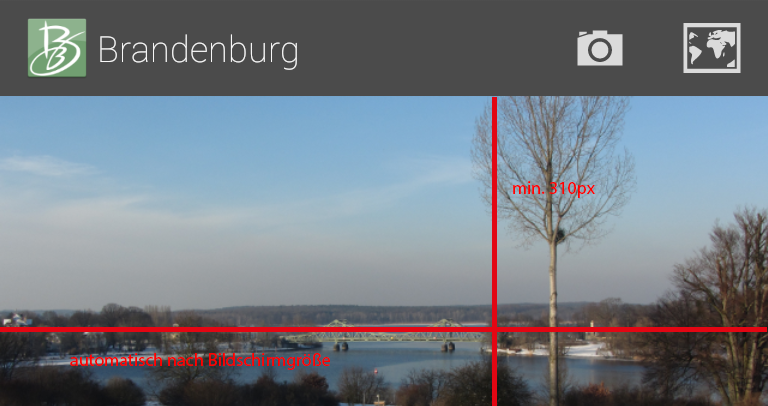 Brandenburg
min. 310px
automatisch nach Bildschirmgröße